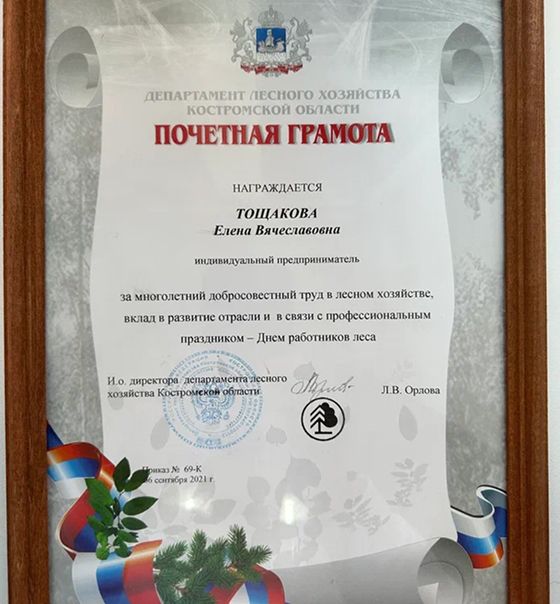 ДЕПАРТАМЕНТ ЛЕСНОГО ХОЗЯЙСТВА
КОСТРОМСКОЙ ОБЛАСТИ
ПОЧЕТНАЯ ГРАМОТА
НАГРАЖДАЕТСЯ
ТОЩАКОВА
Елена Вячеславовна
индивидуальный предприниматель
за многолетний добросовестный труд в лесном хозяйстве,
вклад в развитие отрасли и в связи с профессиональным
праздником – Днем работников леса
И.о. директора департамента лесного
хозяйства Костромской области
Л.В. Орлова
Приказ № 69-К
сентября 2021 г.